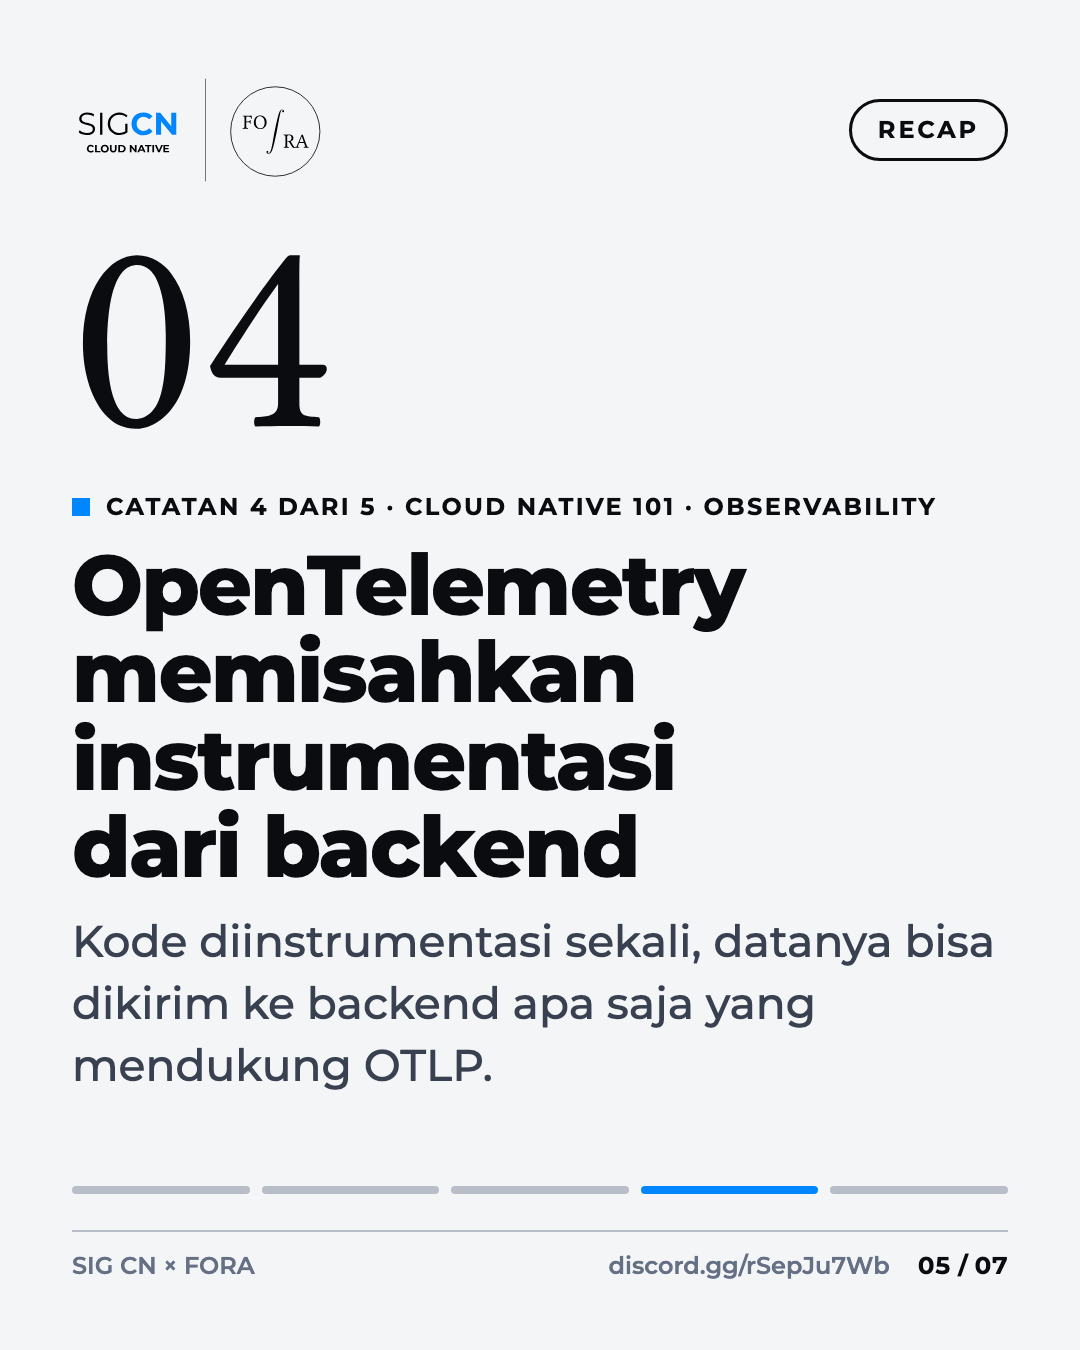 SIGCN
CLOUD NATIVE
FO
RA
RECAP
04
CATATAN 4 DARI 5 · CLOUD NATIVE 101 · OBSERVABILITY
OpenTelemetry
memisahkan
instrumentasi
dari backend
Kode diinstrumentasi sekali, datanya bisa
dikirim ke backend apa saja yang
mendukung OTLP.
SIG CN × FORA
discord.gg/rSepJu7Wb
05 / 07